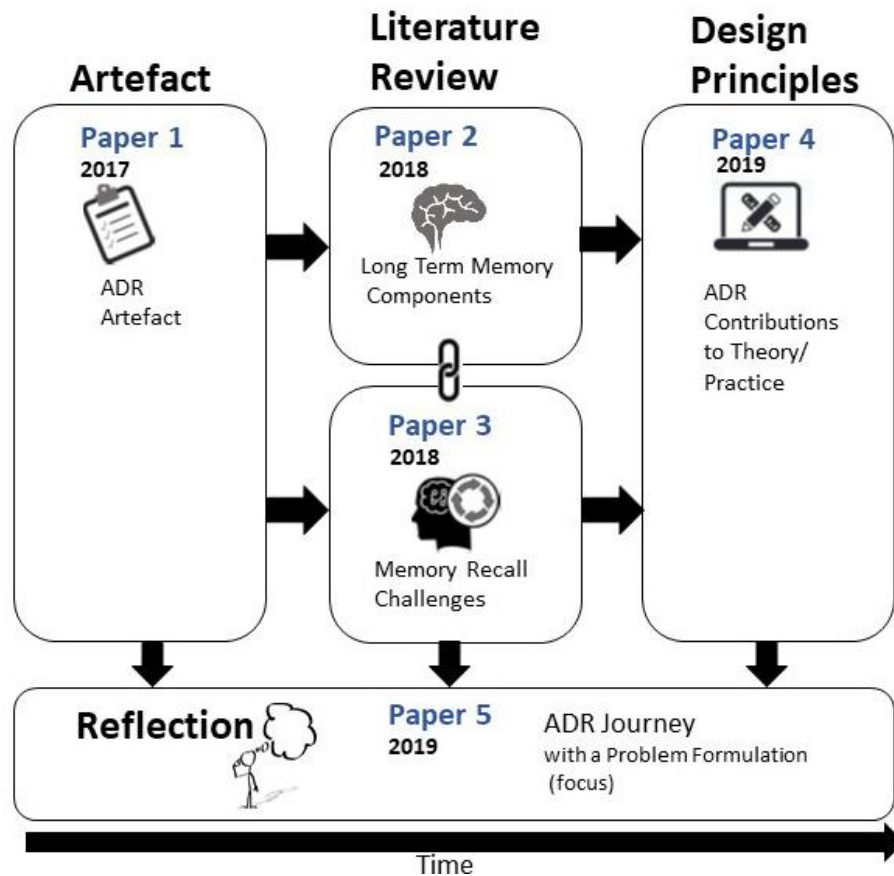 Artefact
Literature
Review
Design
Principles
Paper 1
2017
ADR
Artefact
Paper 2
2018
Long Term Memory
Components
Paper 3
2018
Memory Recall
Challenges
Paper 4
2019
ADR
Contributions
to Theory/
Practice
Reflection
Paper 5
2019
ADR Journey
with a Problem Formulation
(focus)
Time